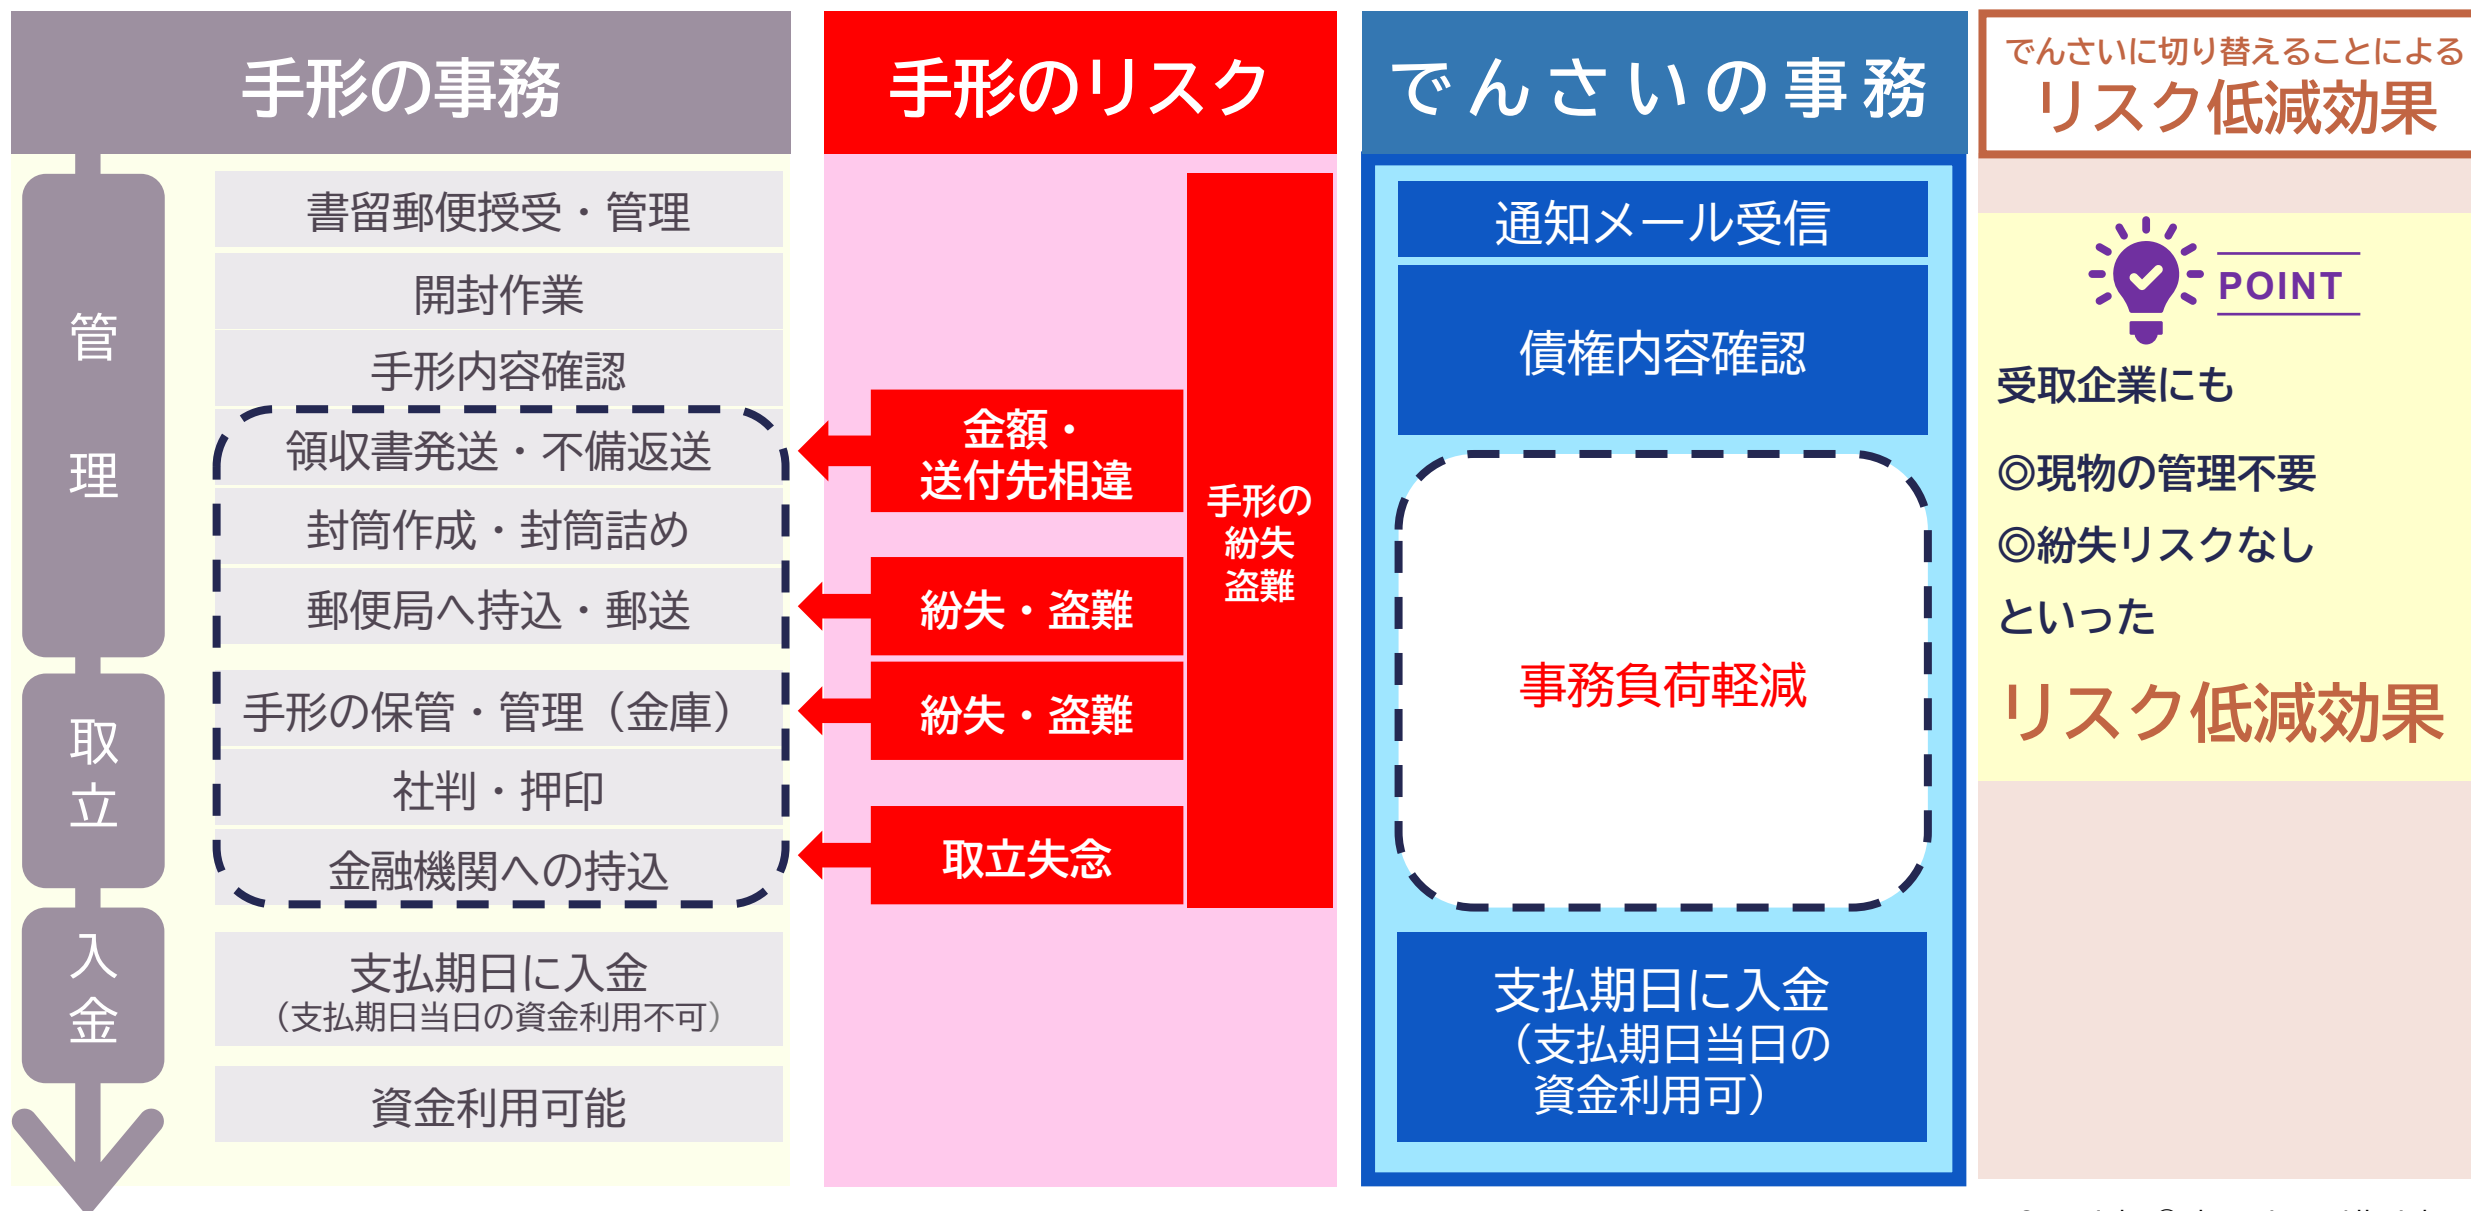 手形の事務
管理
取立
入金
書留郵便授受・管理
開封作業
手形内容確認
領収書発送・不備返送
封筒作成・封筒詰め
郵便局へ持込・郵送
手形の保管・管理（金庫）
社判・押印
金融機関への持込
支払期日に入金
（支払期日当日の資金利用不可）
資金利用可能
手形のリスク
金額・
送付先相違
紛失・盗難
紛失・盗難
取立失念
手形の
紛失
盗難
でんさいの事務
通知メール受信
債権内容確認
事務負荷軽減
支払期日に入金
（支払期日当日の
資金利用可）
でんさいに切り替えることによる
リスク低減効果
POINT
受取企業にも
◎現物の管理不要
◎紛失リスクなし
といった
リスク低減効果